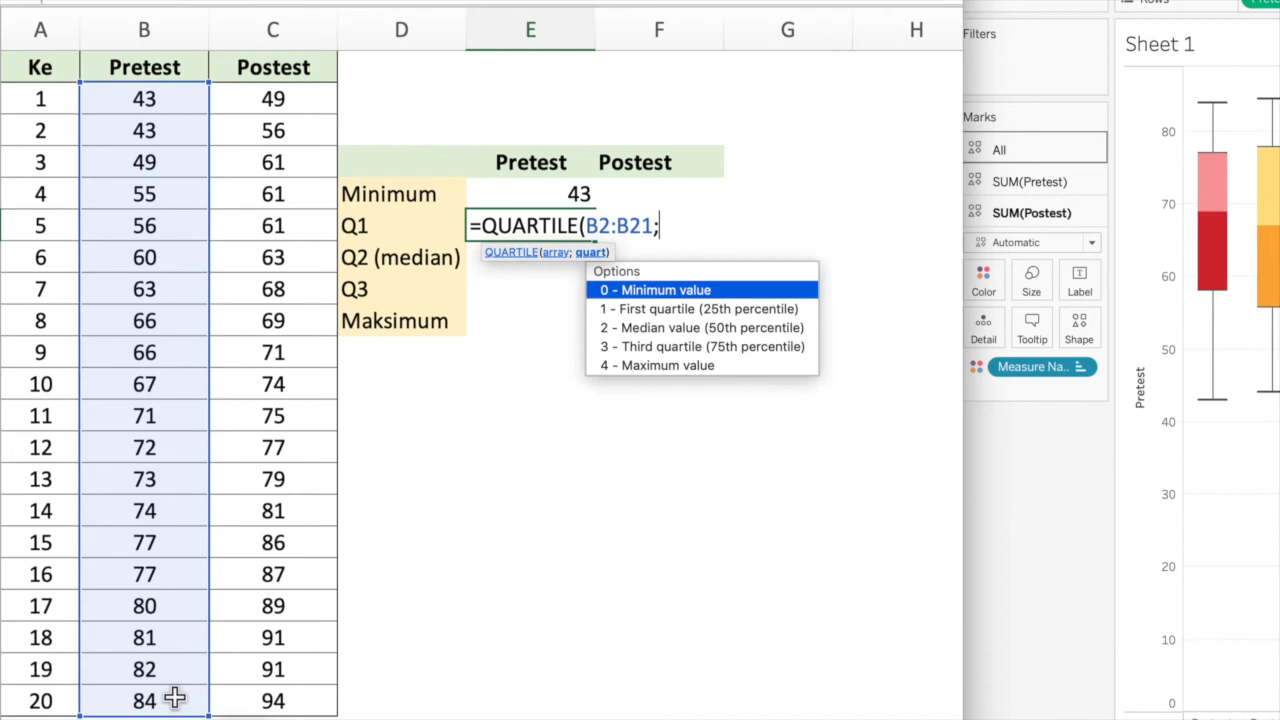 A B C D E F G H
Ke Pretest Postest
1 43 49
2 43 56
3 49 61
Pretest Postest
4 55 61 Minimum 43
5 56 61 Q1 =QUARTILE(B2:B21;
QUARTILE(array; quart)
6 60 63 Q2 (median)
7 63 68 Q3
8 66 69 Maksimum
9 66 71
10 67 74
11 71 75
12 72 77
13 73 79
14 74 81
15 77 86
16 77 87
17 80 89
18 81 91
19 82 91
20 84 94
Options
0 - Minimum value
1 - First quartile (25th percentile)
2 - Median value (50th percentile)
3 - Third quartile (75th percentile)
4 - Maximum value
Filters
Marks
All
SUM(Pretest)
SUM(Postest)
Automatic
Color Size Label
Detail Tooltip Shape
Measure Na..
Sheet 1
Pretest
80
70
60
50
40
30
20
10
0